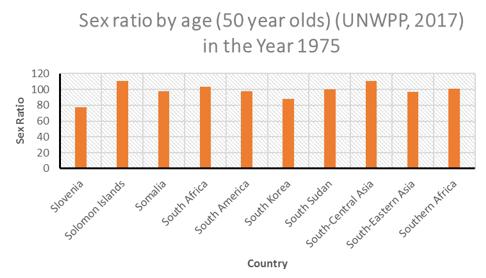 Sex ratio by age (50 year olds) (UNWPP, 2017)
in the Year 1975
120
100
80
60
40
20
0
Sex Ratio
Slovenia
Solomon Islands
Somalia
South Africa
South America
South Korea
South Sudan
South-Central Asia
South-Eastern Asia
Southern Africa
Country